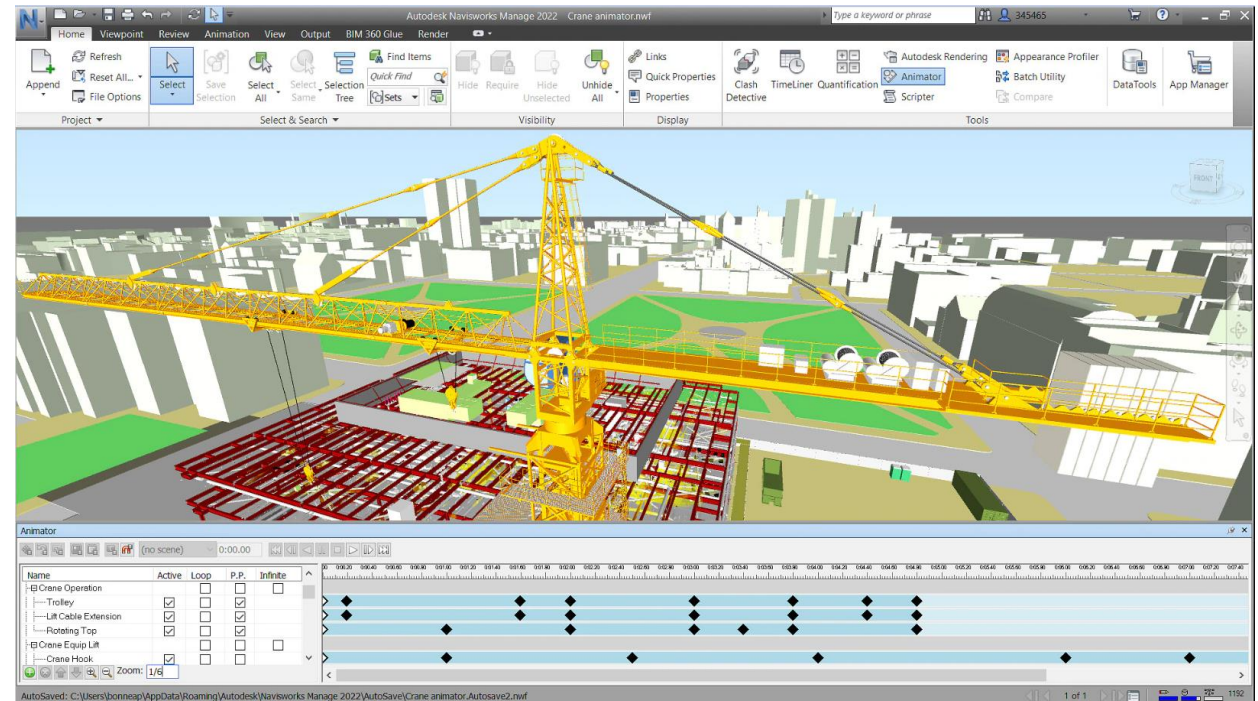 Autodesk Navisworks Manage 2022 Crane animator.nwf
Type a keyword or phrase
345465
Home Viewpoint Review Animation View Output BIM 360 Glue Render
Append
Refresh
Reset All...
File Options
Project
Select
Save Selection
Select All
Select Same
Selection Tree
Find Items
Quick Find
Sets
Select & Search
Hide
Require
Hide Unselected
Unhide All
Visibility
Links
Quick Properties
Properties
Display
Clash Detective
TimeLiner
Quantification
Autodesk Rendering
Animator
Scripter
Appearance Profiler
Batch Utility
Compare
DataTools
App Manager
Tools
FRONT
Animator
(no scene) 0:00.00
Name Active Loop P.P. Infinite
Crane Operation
Trolley
Lift Cable Extension
Rotating Top
Crane Equip Lift
Crane Hook
Zoom: 1/6
AutoSaved: C:\Users\bonneap\AppData\Roaming\Autodesk\Navisworks Manage 2022\AutoSave\Crane animator.Autosave2.nwf
1 of 1
1192